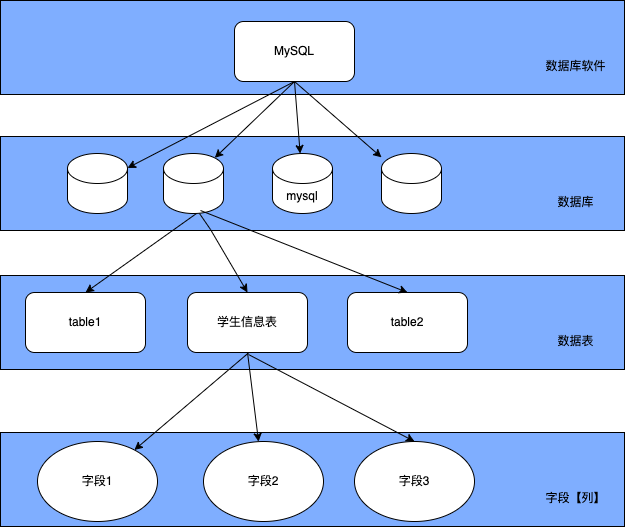 MySQL
数据库软件
mysql
数据库
table1
学生信息表
table2
数据表
字段1
字段2
字段3
字段【列】